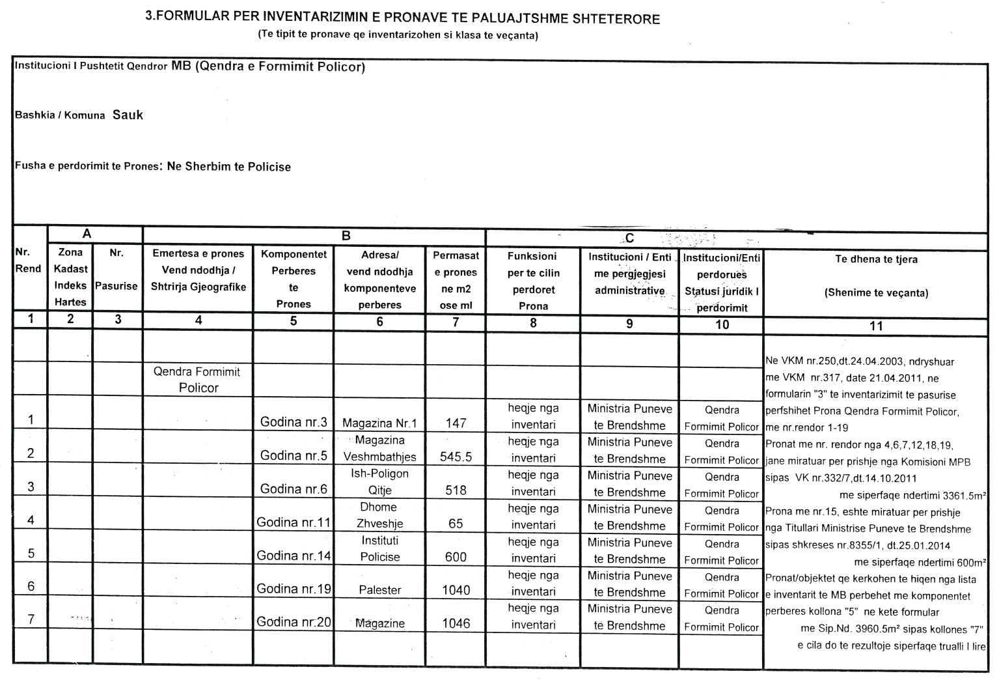 3.FORMULAR PER INVENTARIZIMIN E PRONAVE TE PALUAJTSHME SHTETERORE
(Te tipit te pronave qe inventarizohen si klasa te veçanta)
Institucioni I Pushtetit Qendror MB (Qendra e Formimit Policor)
Bashkia / Komuna Sauk
Fusha e perdorimit te Prones: Ne Sherbim te Policise
A B C
Nr.
Rend
Zona
Kadast
Indeks
Hartes
Nr.
Pasurise
Emertesa e prones
Vend ndodhja /
Shtrirja Gjeografike
Komponentet
Perberes
te
Prones
Adresa/
vend ndodhja
komponenteve
perberes
Permasat
e prones
ne m2
ose ml
Funksioni
per te cilin
perdoret
Prona
Institucioni / Enti
me pergjegjesi
administrative
Institucioni/Enti
perdorues
Statusi juridik I
perdorimit
Te dhena te tjera
(Shenime te veçanta)
1 2 3 4 5 6 7 8 9 10 11
Qendra Formimit
Policor
1 Godina nr.3 Magazina Nr.1 147 heqje nga
inventari
Ministria Puneve
te Brendshme
Qendra
Formimit Policor
2 Godina nr.5 Magazina
Veshmbathjes
545.5 heqje nga
inventari
Ministria Puneve
te Brendshme
Qendra
Formimit Policor
3 Godina nr.6 Ish-Poligon
Qitje
518 heqje nga
inventari
Ministria Puneve
te Brendshme
Qendra
Formimit Policor
4 Godina nr.11 Dhome
Zhveshje
65 heqje nga
inventari
Ministria Puneve
te Brendshme
Qendra
Formimit Policor
5 Godina nr.14 Instituti
Policise
600 heqje nga
inventari
Ministria Puneve
te Brendshme
Qendra
Formimit Policor
6 Godina nr.19 Palester 1040 heqje nga
inventari
Ministria Puneve
te Brendshme
Qendra
Formimit Policor
7 Godina nr.20 Magazine 1046 heqje nga
inventari
Ministria Puneve
te Brendshme
Qendra
Formimit Policor
Ne VKM nr.250,dt.24.04.2003, ndryshuar
me VKM nr.317, date 21.04.2011, ne
formularin "3" te inventarizimit te pasurise
perfshihet Prona Qendra Formimit Policor,
me nr.rendor 1-19
Pronat me nr. rendor nga 4,6,7,12,18,19,
jane miratuar per prishje nga Komisioni MPB
sipas VK nr.332/7,dt.14.10.2011
me siperfaqe ndertimi 3361.5m²
Prona me nr.15, eshte miratuar per prishje
nga Titullari Ministrise Puneve te Brendshme
sipas shkreses nr.8355/1, dt.25.01.2014
me siperfaqe ndertimi 600m²
Pronat/objektet qe kerkohen te hiqen nga lista
e inventarit te MB perbehet me komponentet
perberes kollona "5" ne kete formular
me Sip.Nd. 3960.5m² sipas kollones "7"
e cila do te rezultoje siperfaqe trualli I lire